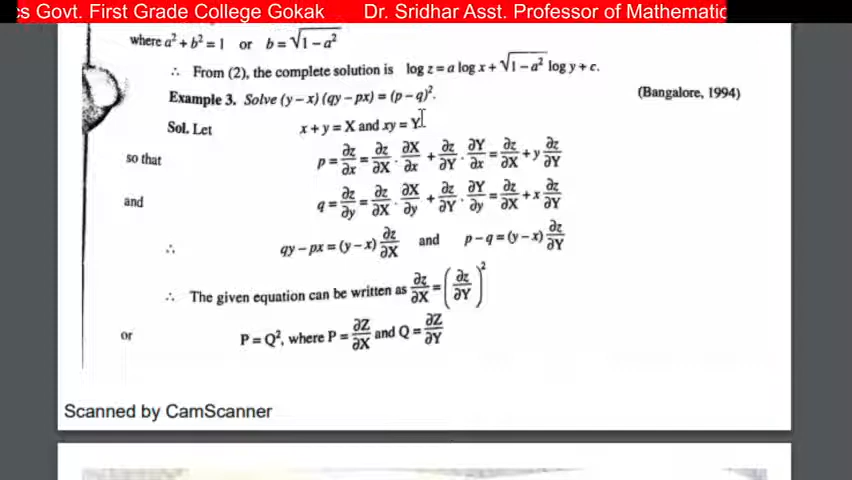 cs Govt. First Grade College Gokak Dr. Sridhar Asst. Professor of Mathematic
where a² + b² = 1 or b = √(1 – a²)
∴ From (2), the complete solution is log z = a log x + √(1 – a²) log y + c.
Example 3. Solve (y – x) (qy – px) = (p – q)². (Bangalore, 1994)
Sol. Let x + y = X and xy = Y
so that p = ∂z/∂x = ∂z/∂X · ∂X/∂x + ∂z/∂Y · ∂Y/∂x = ∂z/∂X + y ∂z/∂Y
and q = ∂z/∂y = ∂z/∂X · ∂X/∂y + ∂z/∂Y · ∂Y/∂y = ∂z/∂X + x ∂z/∂Y
∴ qy – px = (y – x) ∂z/∂X and p – q = (y – x) ∂z/∂Y
∴ The given equation can be written as ∂z/∂X = (∂z/∂Y)²
or P = Q², where P = ∂Z/∂X and Q = ∂Z/∂Y
Scanned by CamScanner